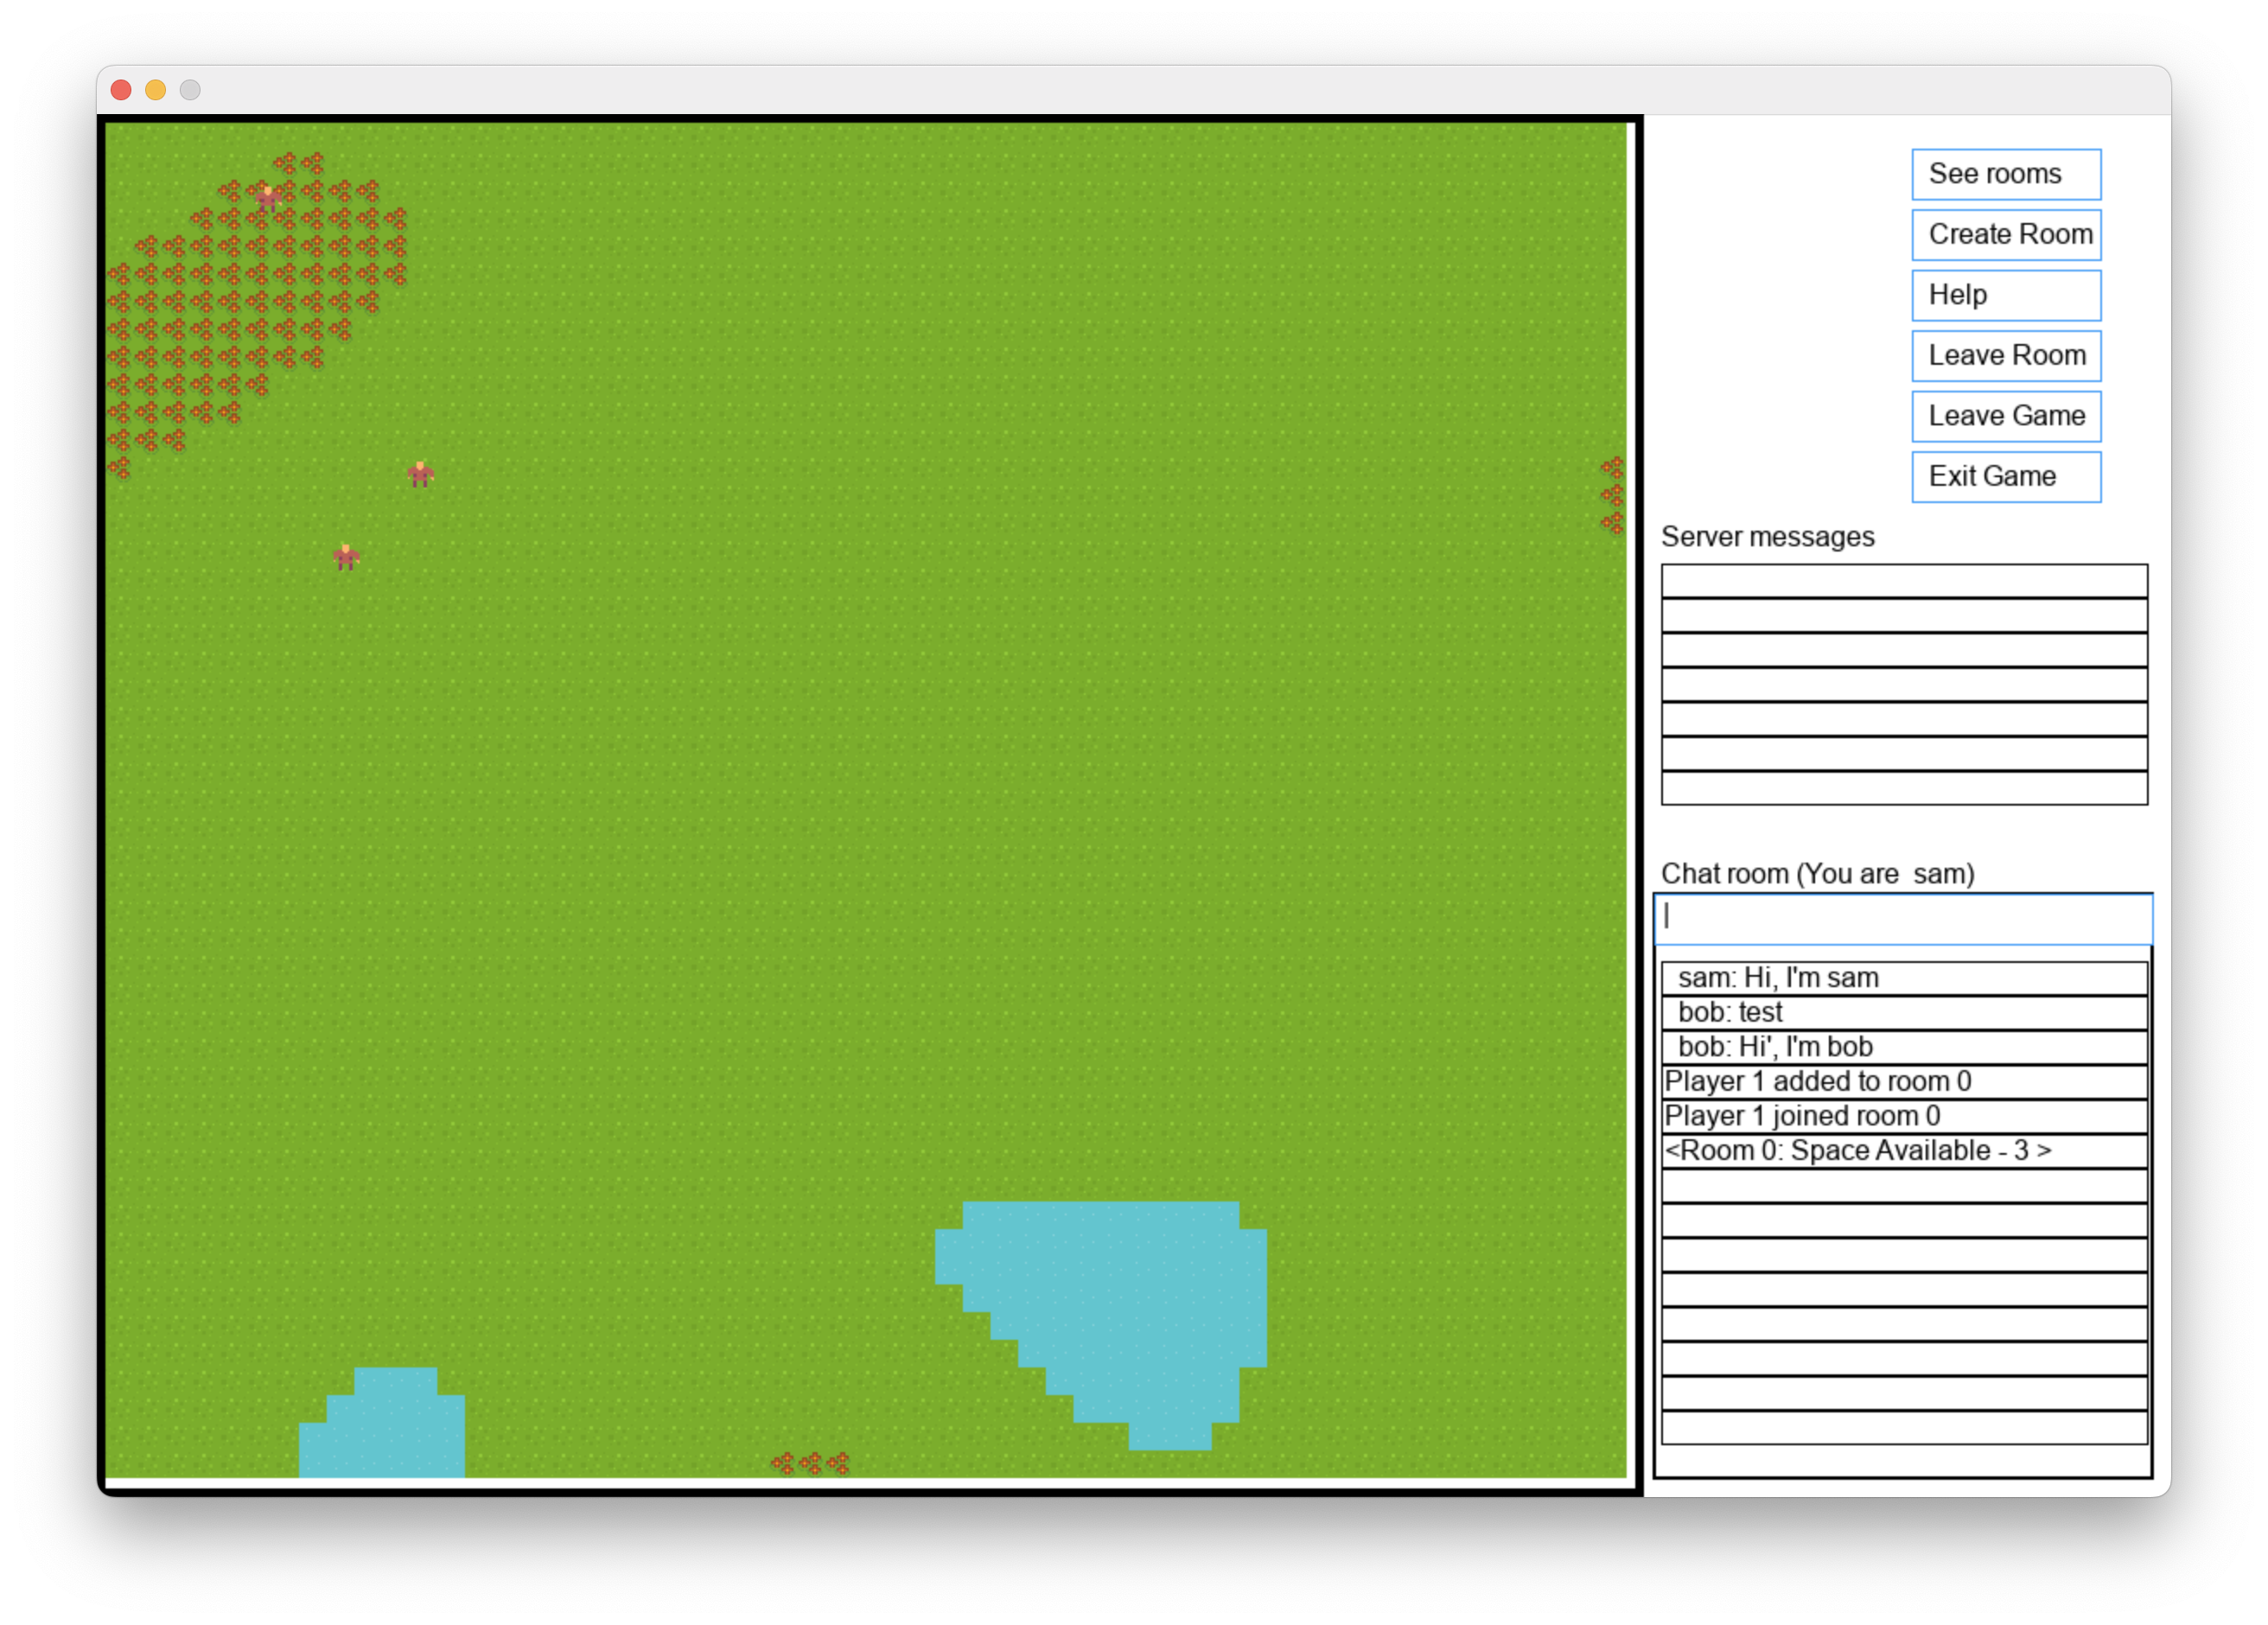 See rooms
Create Room
Help
Leave Room
Leave Game
Exit Game
Server messages
Chat room (You are  sam)
sam: Hi, I'm sam
bob: test
bob: Hi', I'm bob
Player 1 added to room 0
Player 1 joined room 0
<Room 0: Space Available - 3 >